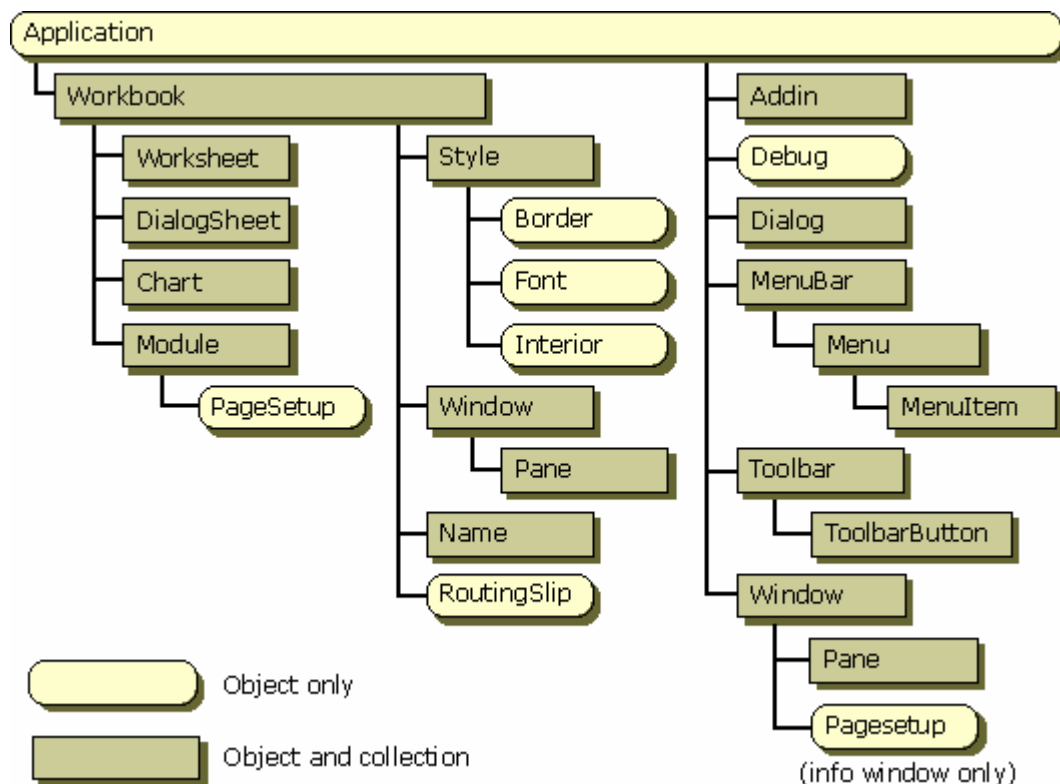 Application
Workbook
Worksheet
DialogSheet
Chart
Module
PageSetup
Style
Border
Font
Interior
Window
Pane
Name
RoutingSlip
Addin
Debug
Dialog
MenuBar
Menu
MenuItem
Toolbar
ToolbarButton
Window
Pane
Pagesetup
(info window only)
Object only
Object and collection